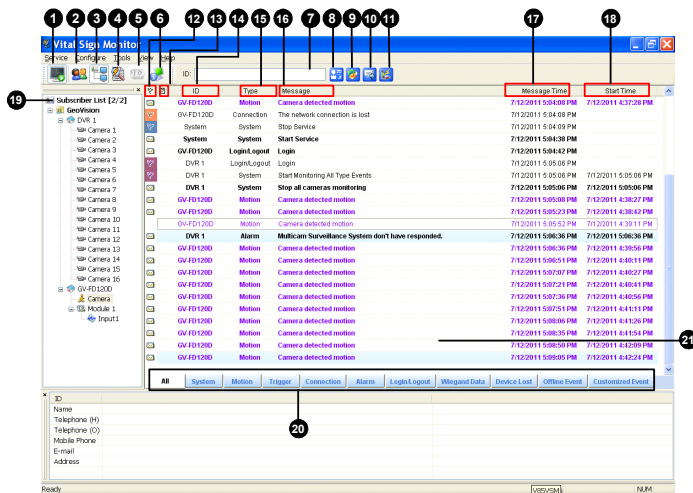 12 13 14 15 16 17 18
1 2 3 4 5 6 7 8 9 10 11
Vital Sign Monitor
Service Configure Tools View Help
ID:
ID Type Message Message Time Start Time
19
Subscriber List [2/2]
GeoVision
DVR 1
Camera 1
Camera 2
Camera 3
Camera 4
Camera 5
Camera 6
Camera 7
Camera 8
Camera 9
Camera 10
Camera 11
Camera 12
Camera 13
Camera 14
Camera 15
Camera 16
GV-FD120D
Camera
Module 1
Input1
GV-FD120D Motion Camera detected motion 7/12/2011 5:04:08 PM 7/12/2011 4:37:28 PM
GV-FD120D Connection The network connection is lost 7/12/2011 5:04:08 PM
System System Stop Service 7/12/2011 5:04:09 PM
System System Start Service 7/12/2011 5:04:38 PM
GV-FD120D Login/Logout Login 7/12/2011 5:04:42 PM
DVR 1 Login/Logout Login 7/12/2011 5:05:06 PM
DVR 1 System Start Monitoring All Type Events 7/12/2011 5:05:06 PM 7/12/2011 5:05:06 PM
DVR 1 System Stop all cameras monitoring 7/12/2011 5:05:06 PM 7/12/2011 5:05:06 PM
GV-FD120D Motion Camera detected motion 7/12/2011 5:05:08 PM 7/12/2011 4:38:27 PM
GV-FD120D Motion Camera detected motion 7/12/2011 5:05:23 PM 7/12/2011 4:38:42 PM
GV-FD120D Motion Camera detected motion 7/12/2011 5:05:52 PM 7/12/2011 4:39:11 PM
DVR 1 Alarm Multicam Surveillance System don't have responded. 7/12/2011 5:06:36 PM 7/12/2011 5:06:36 PM
GV-FD120D Motion Camera detected motion 7/12/2011 5:06:36 PM 7/12/2011 4:39:56 PM
GV-FD120D Motion Camera detected motion 7/12/2011 5:06:51 PM 7/12/2011 4:40:11 PM
GV-FD120D Motion Camera detected motion 7/12/2011 5:07:07 PM 7/12/2011 4:40:27 PM
GV-FD120D Motion Camera detected motion 7/12/2011 5:07:21 PM 7/12/2011 4:40:41 PM
GV-FD120D Motion Camera detected motion 7/12/2011 5:07:36 PM 7/12/2011 4:40:56 PM
GV-FD120D Motion Camera detected motion 7/12/2011 5:07:51 PM 7/12/2011 4:41:11 PM
GV-FD120D Motion Camera detected motion 7/12/2011 5:08:06 PM 7/12/2011 4:41:26 PM
GV-FD120D Motion Camera detected motion 7/12/2011 5:08:35 PM 7/12/2011 4:41:54 PM
GV-FD120D Motion Camera detected motion 7/12/2011 5:08:50 PM 7/12/2011 4:42:09 PM
GV-FD120D Motion Camera detected motion 7/12/2011 5:09:05 PM 7/12/2011 4:42:24 PM
21
All System Motion Trigger Connection Alarm Login/Logout Wiegand Data Device Lost Offline Event Customized Event
20
ID
Name
Telephone (H)
Telephone (O)
Mobile Phone
E-mail
Address
Ready V85VSM NUM